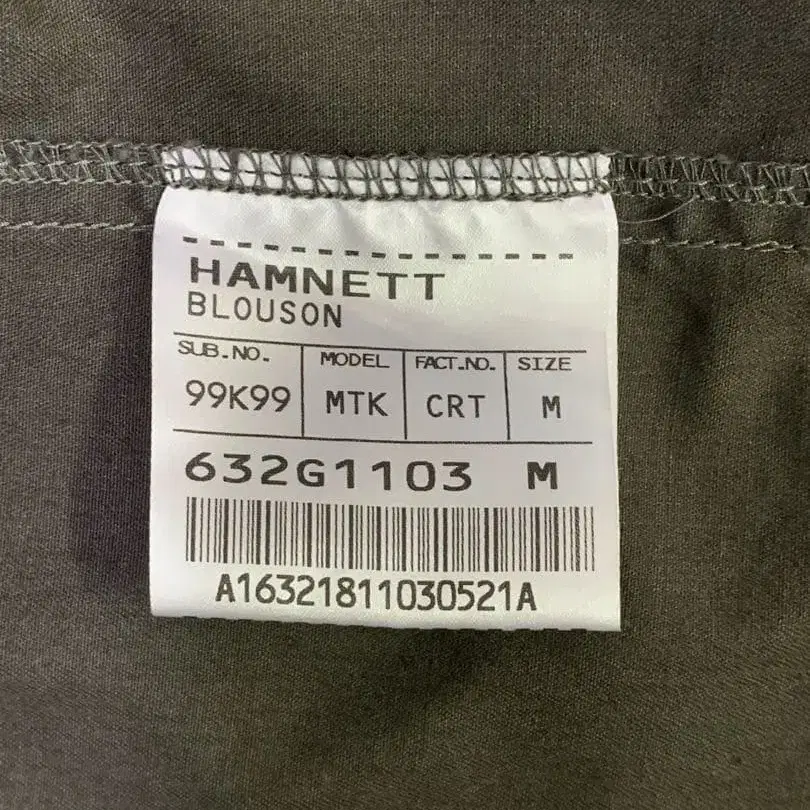 HAMNETT
BLOUSON
SUB.NO. MODEL FACT.NO. SIZE
99K99 MTK CRT M
632G1103 M
A16321811030521A